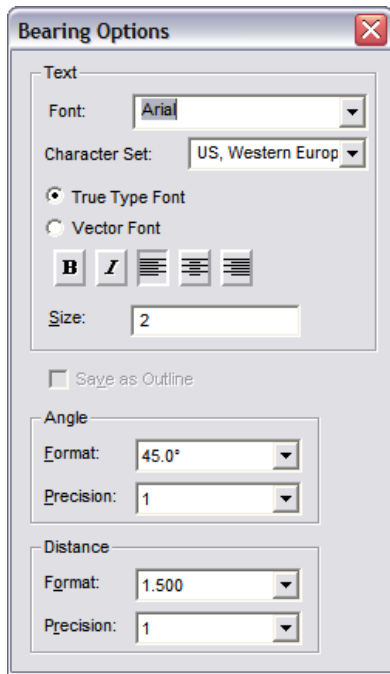 Bearing Options
Text
Font: Arial
Character Set: US, Western Europ
True Type Font
Vector Font
B I
Size: 2
Save as Outline
Angle
Format: 45.0°
Precision: 1
Distance
Format: 1.500
Precision: 1